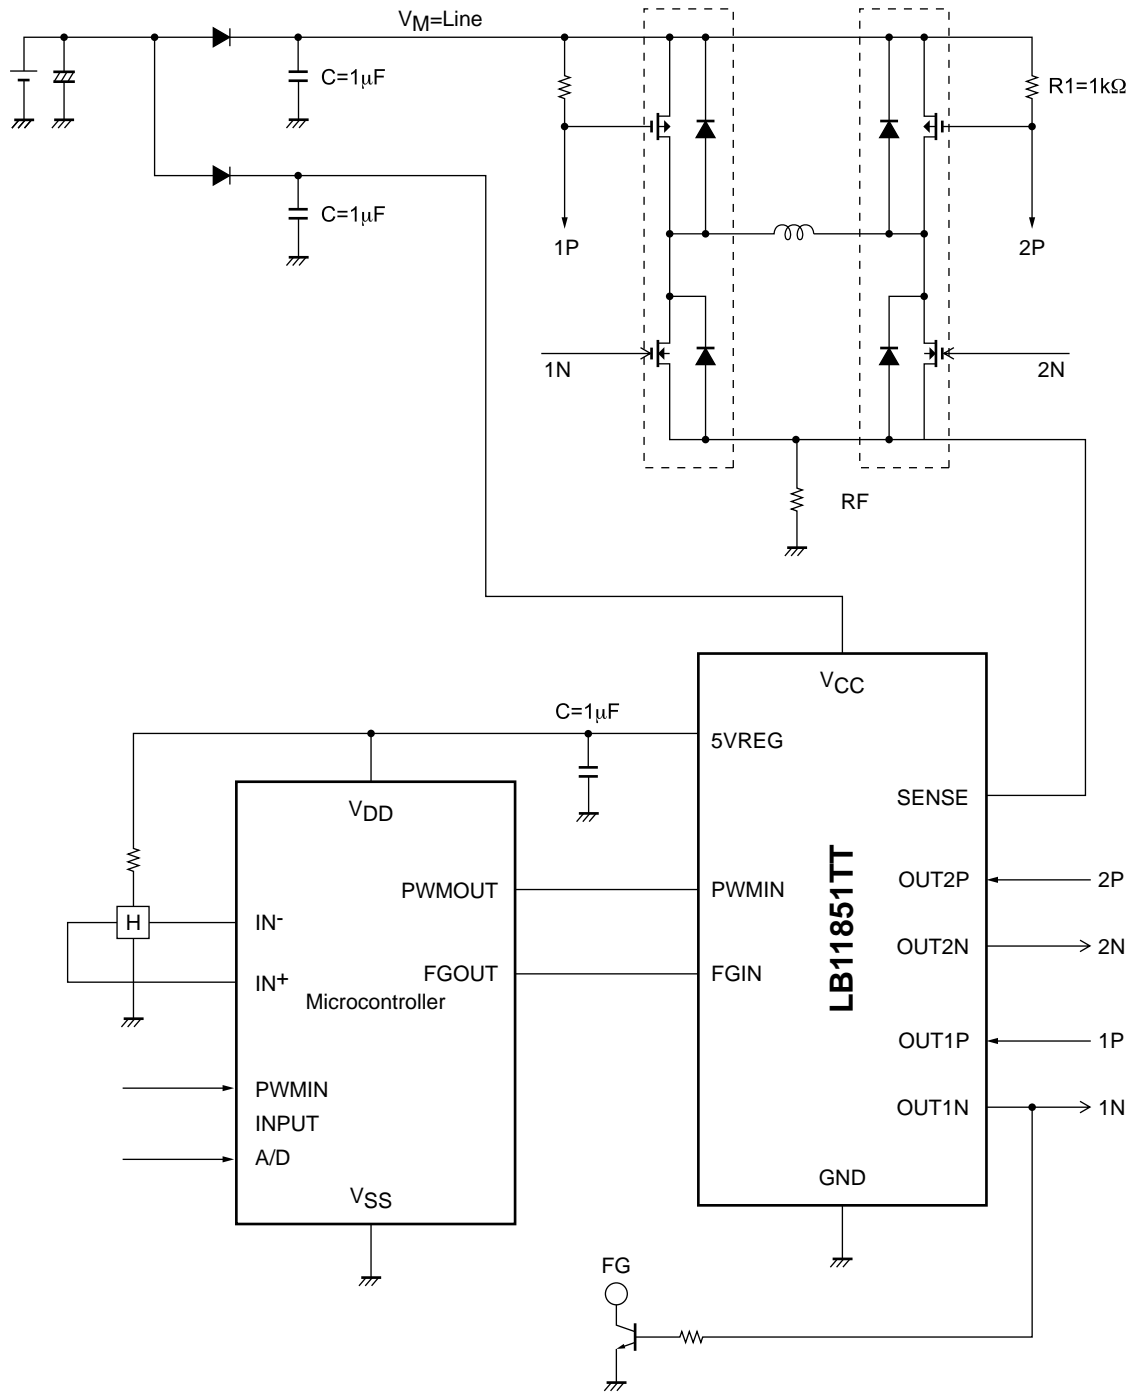 VM=Line
C=1μF
R1=1kΩ
C=1μF
1P
2P
1N
2N
RF
VCC
C=1μF
5VREG
VDD
SENSE
PWMOUT
PWMIN
OUT2P
2P
H
IN-
OUT2N
2N
IN+
FGOUT
FGIN
Microcontroller
LB11851TT
OUT1P
1P
PWMIN
OUT1N
1N
INPUT
A/D
VSS
GND
FG